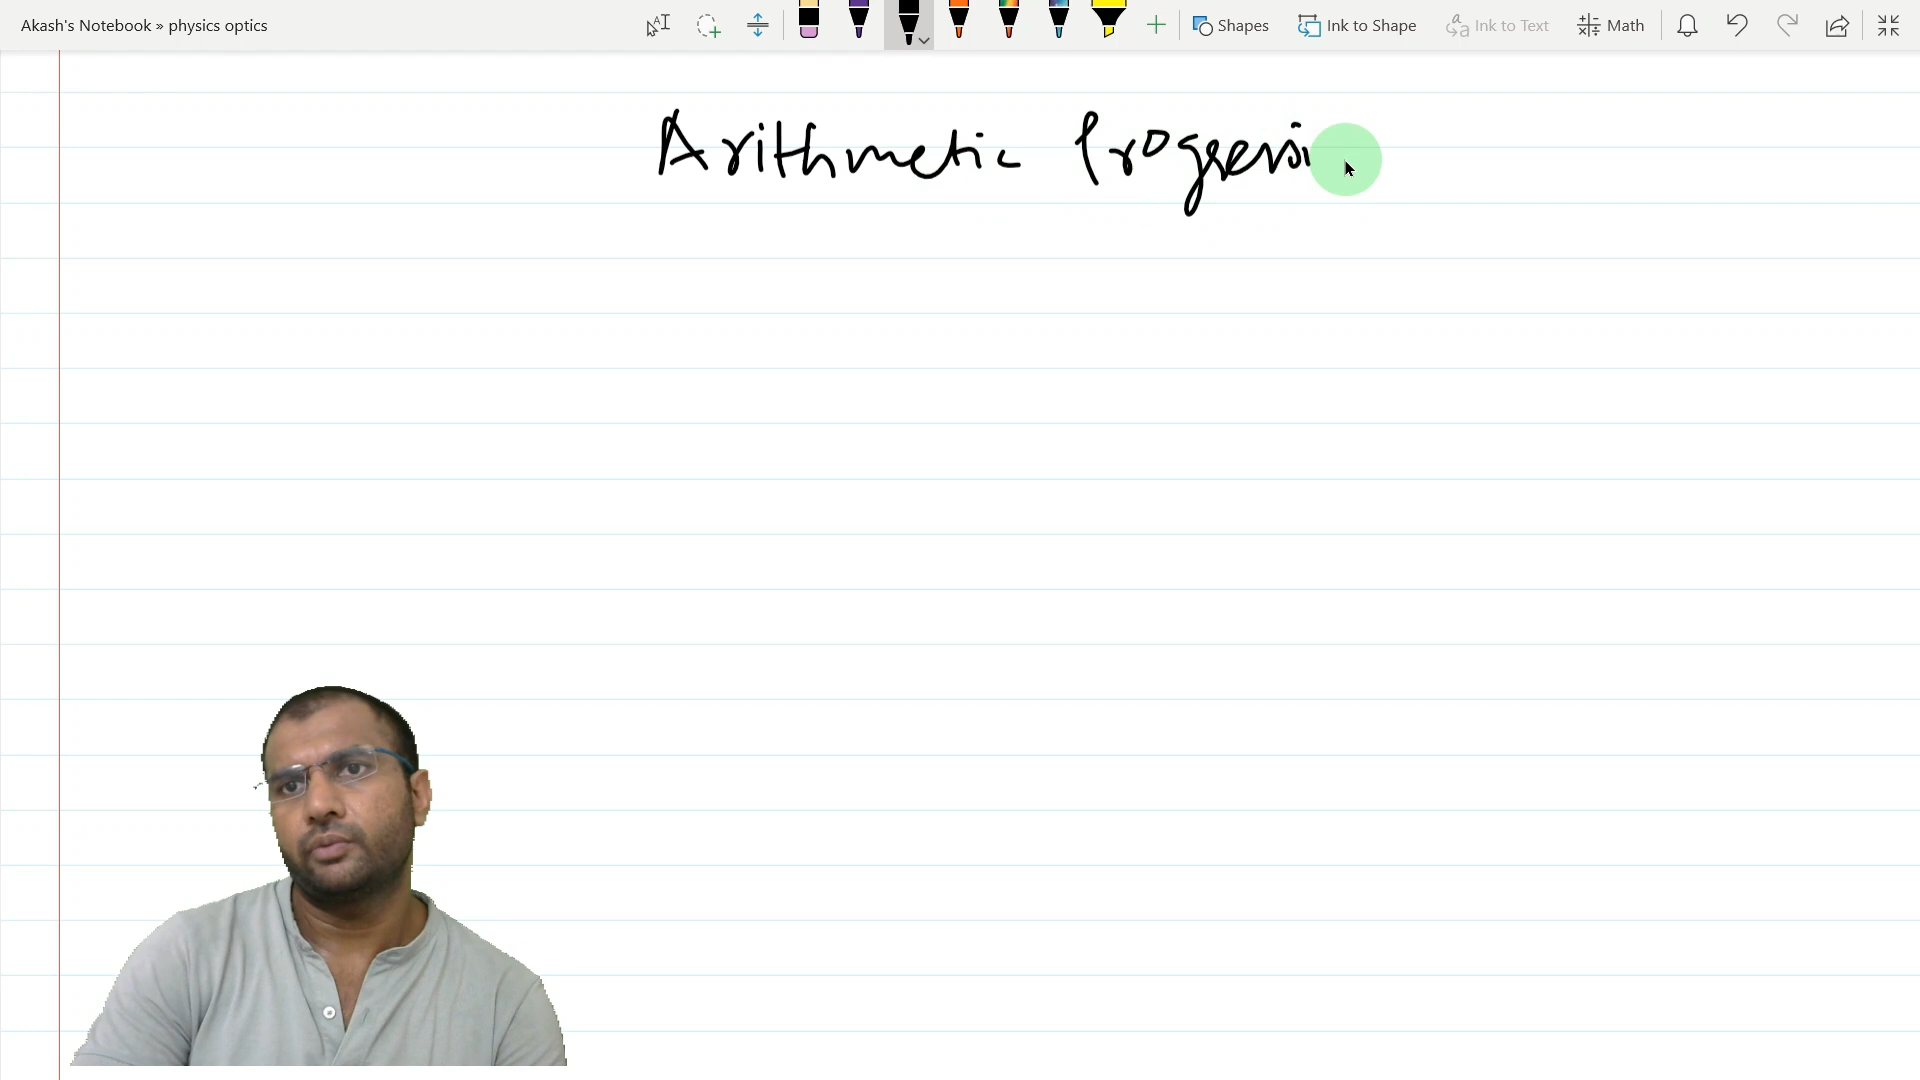 Akash's Notebook » physics optics
Shapes
Ink to Shape
Ink to Text
Math
Arithmetic Progressi